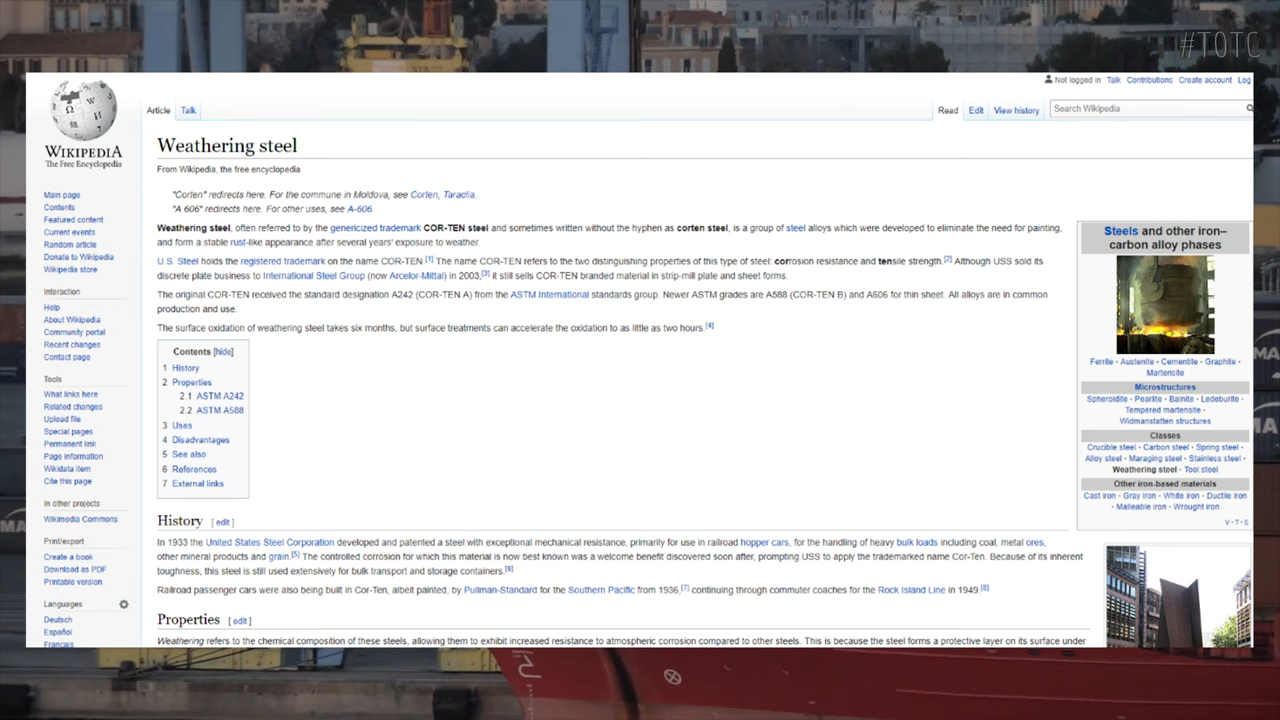 #TOTC
Not logged in Talk Contributions Create account Log
Article Talk
Read Edit View history
Search Wikipedia
WIKIPEDIA
The Free Encyclopedia
Main page
Contents
Featured content
Current events
Random article
Donate to Wikipedia
Wikipedia store
Interaction
Help
About Wikipedia
Community portal
Recent changes
Contact page
Tools
What links here
Related changes
Upload file
Special pages
Permanent link
Page information
Wikidata item
Cite this page
In other projects
Wikimedia Commons
Print/export
Create a book
Download as PDF
Printable version
Languages
Deutsch
Español
Français
Weathering steel
From Wikipedia, the free encyclopedia
"Corten" redirects here. For the commune in Moldova, see Corten, Taraclia.
"A 606" redirects here. For other uses, see A-606.
Weathering steel, often referred to by the genericized trademark COR-TEN steel and sometimes written without the hyphen as corten steel, is a group of steel alloys which were developed to eliminate the need for painting,
and form a stable rust-like appearance after several years' exposure to weather.
U.S. Steel holds the registered trademark on the name COR-TEN.[1] The name COR-TEN refers to the two distinguishing properties of this type of steel: corrosion resistance and tensile strength.[2] Although USS sold its
discrete plate business to International Steel Group (now Arcelor-Mittal) in 2003,[3] it still sells COR-TEN branded material in strip-mill plate and sheet forms.
The original COR-TEN received the standard designation A242 (COR-TEN A) from the ASTM International standards group. Newer ASTM grades are A588 (COR-TEN B) and A606 for thin sheet. All alloys are in common
production and use.
The surface oxidation of weathering steel takes six months, but surface treatments can accelerate the oxidation to as little as two hours.[4]
Contents [hide]
1 History
2 Properties
2.1 ASTM A242
2.2 ASTM A588
3 Uses
4 Disadvantages
5 See also
6 References
7 External links
History [ edit ]
In 1933 the United States Steel Corporation developed and patented a steel with exceptional mechanical resistance, primarily for use in railroad hopper cars, for the handling of heavy bulk loads including coal, metal ores,
other mineral products and grain.[5] The controlled corrosion for which this material is now best known was a welcome benefit discovered soon after, prompting USS to apply the trademarked name Cor-Ten. Because of its inherent
toughness, this steel is still used extensively for bulk transport and storage containers.[6]
Railroad passenger cars were also being built in Cor-Ten, albeit painted, by Pullman-Standard for the Southern Pacific from 1936,[7] continuing through commuter coaches for the Rock Island Line in 1949.[8]
Properties [ edit ]
Weathering refers to the chemical composition of these steels, allowing them to exhibit increased resistance to atmospheric corrosion compared to other steels. This is because the steel forms a protective layer on its surface under
Steels and other iron–
carbon alloy phases
Ferrite · Austenite · Cementite · Graphite ·
Martensite
Microstructures
Spheroidite · Pearlite · Bainite · Ledeburite ·
Tempered martensite ·
Widmanstatten structures
Classes
Crucible steel · Carbon steel · Spring steel ·
Alloy steel · Maraging steel · Stainless steel ·
Weathering steel · Tool steel
Other iron-based materials
Cast iron · Gray iron · White iron · Ductile iron
· Malleable iron · Wrought iron
V·T·E